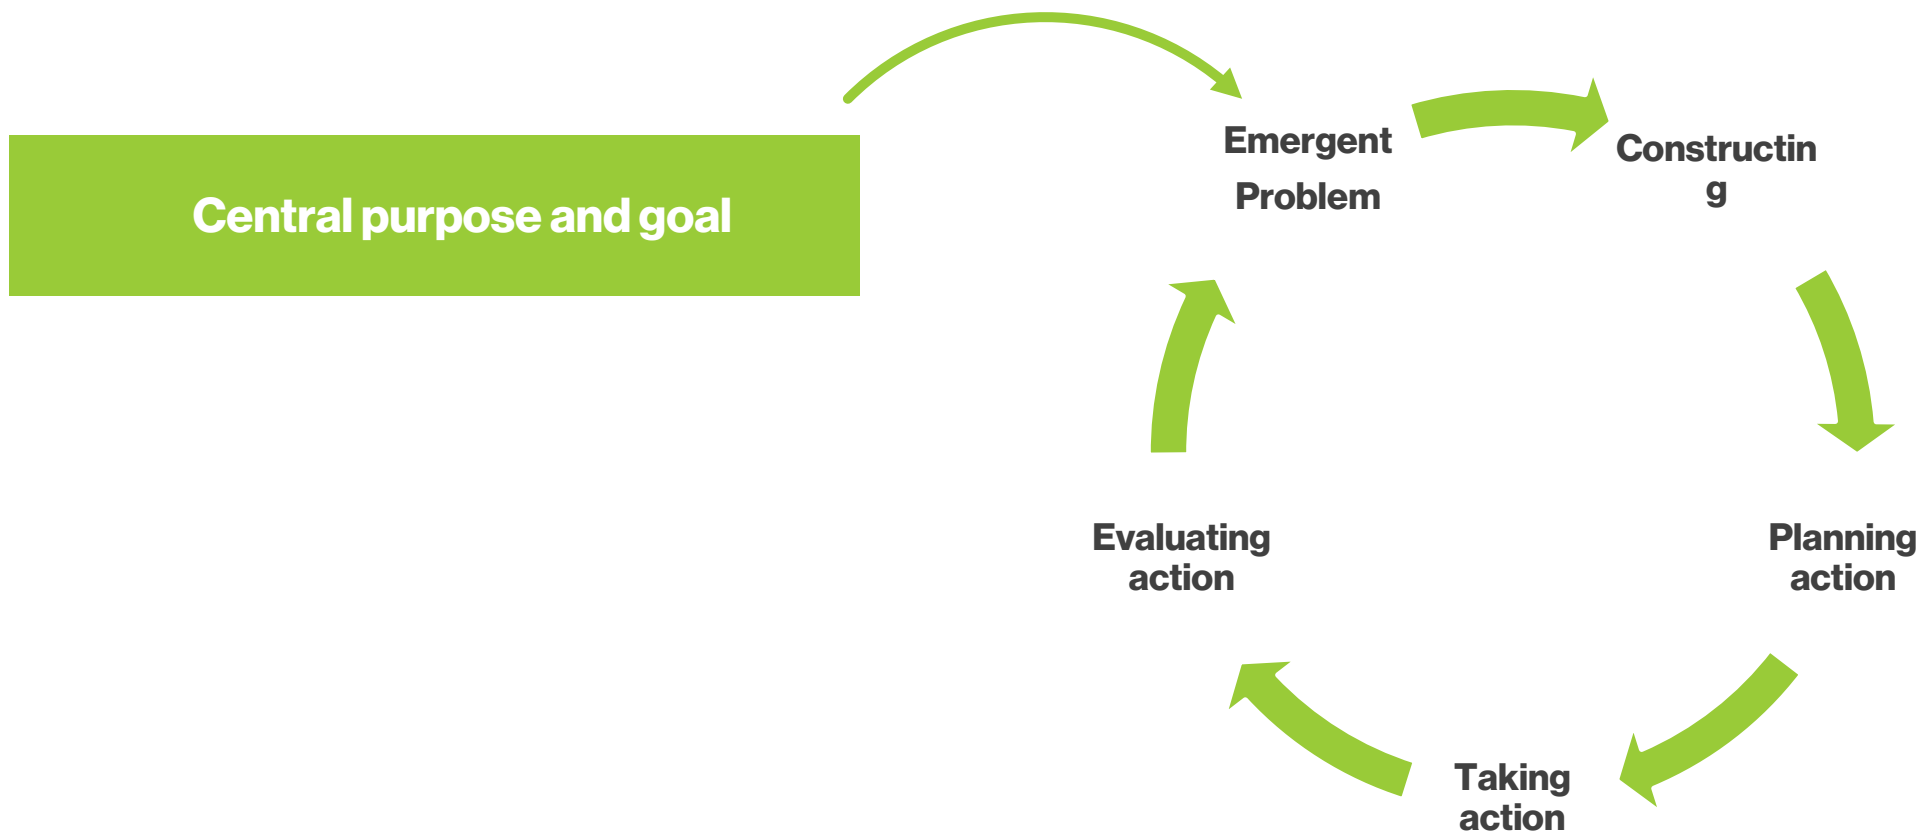 Central purpose and goal
Emergent
Problem
Constructin
g
Planning
action
Taking
action
Evaluating
action